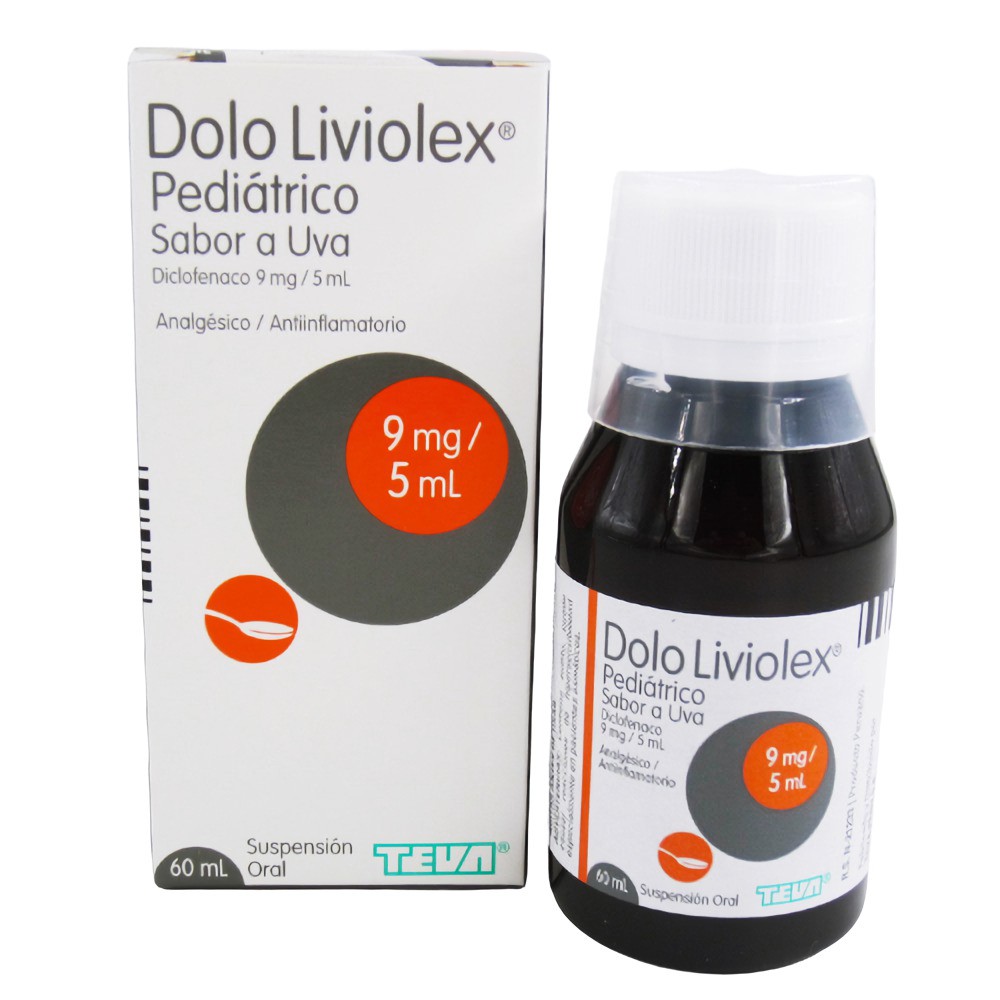 Dolo Liviolex®
Pediátrico
Sabor a Uva
Diclofenaco 9 mg / 5 mL
Analgésico / Antiinflamatorio
9 mg /
5 mL
60 mL
Suspensión
Oral
TEVA®
Dolo Liviolex®
Pediátrico
Sabor a Uva
Diclofenaco
9 mg / 5 mL
Analgésico /
Antiinflamatorio
9 mg /
5 mL
60 mL
Suspensión Oral
TEVA®
Producto Peruano